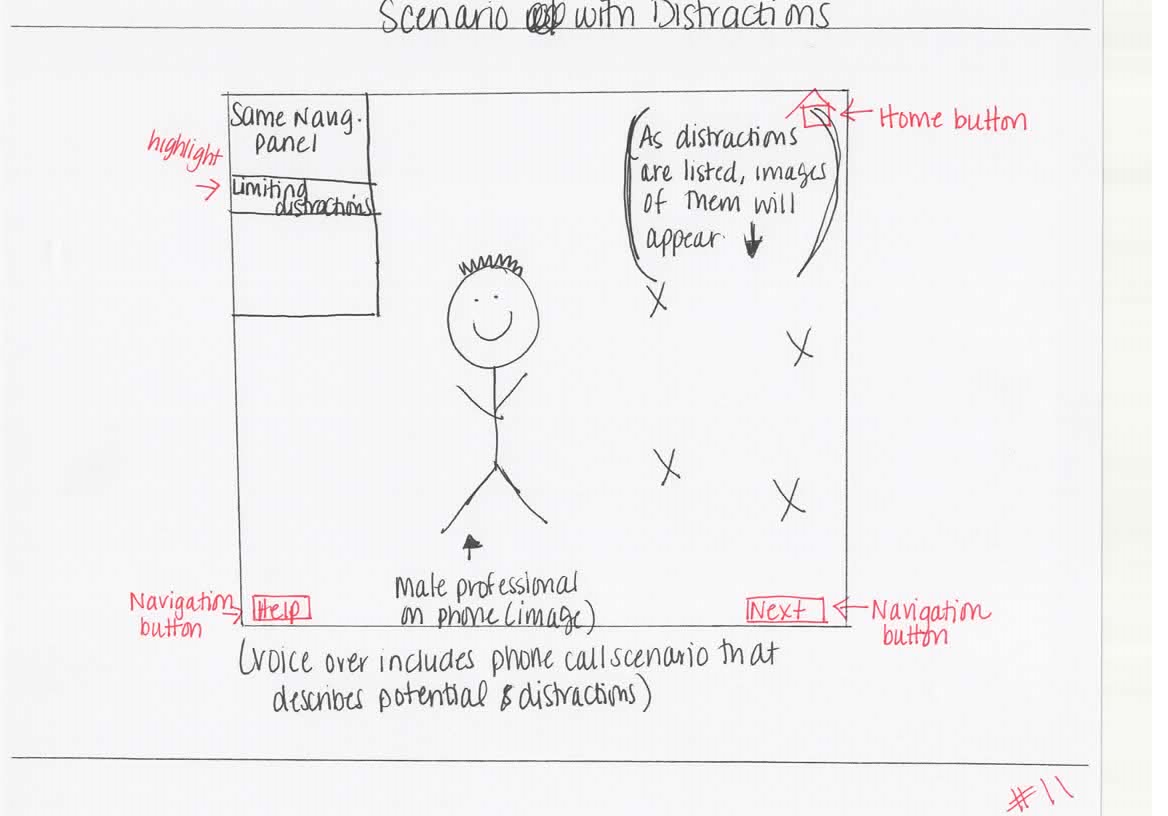 Scenario with Distractions
Same Navig.
panel
highlight
Limiting
distractions
As distractions
are listed, images
of them will
appear.
Home button
X
X
X
X
male professional
on phone (image)
Navigation
button
Help
Next
Navigation
button
(voice over includes phone call scenario that
describes potential distractions)
#11